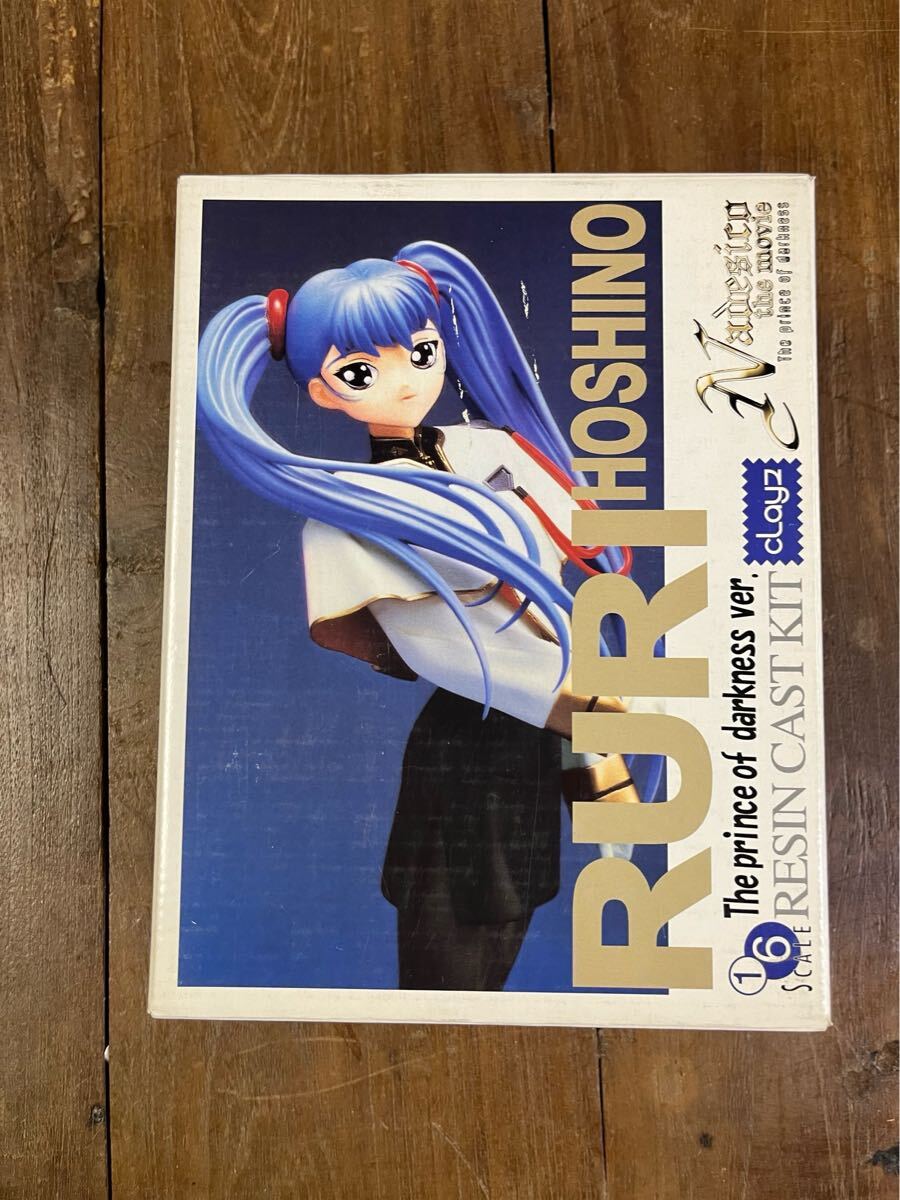 RURI HOSHINO
Nadesico
the movie
The prince of darkness
The prince of darkness ver.
cLayz
1/6
SCALE
RESIN CAST KIT